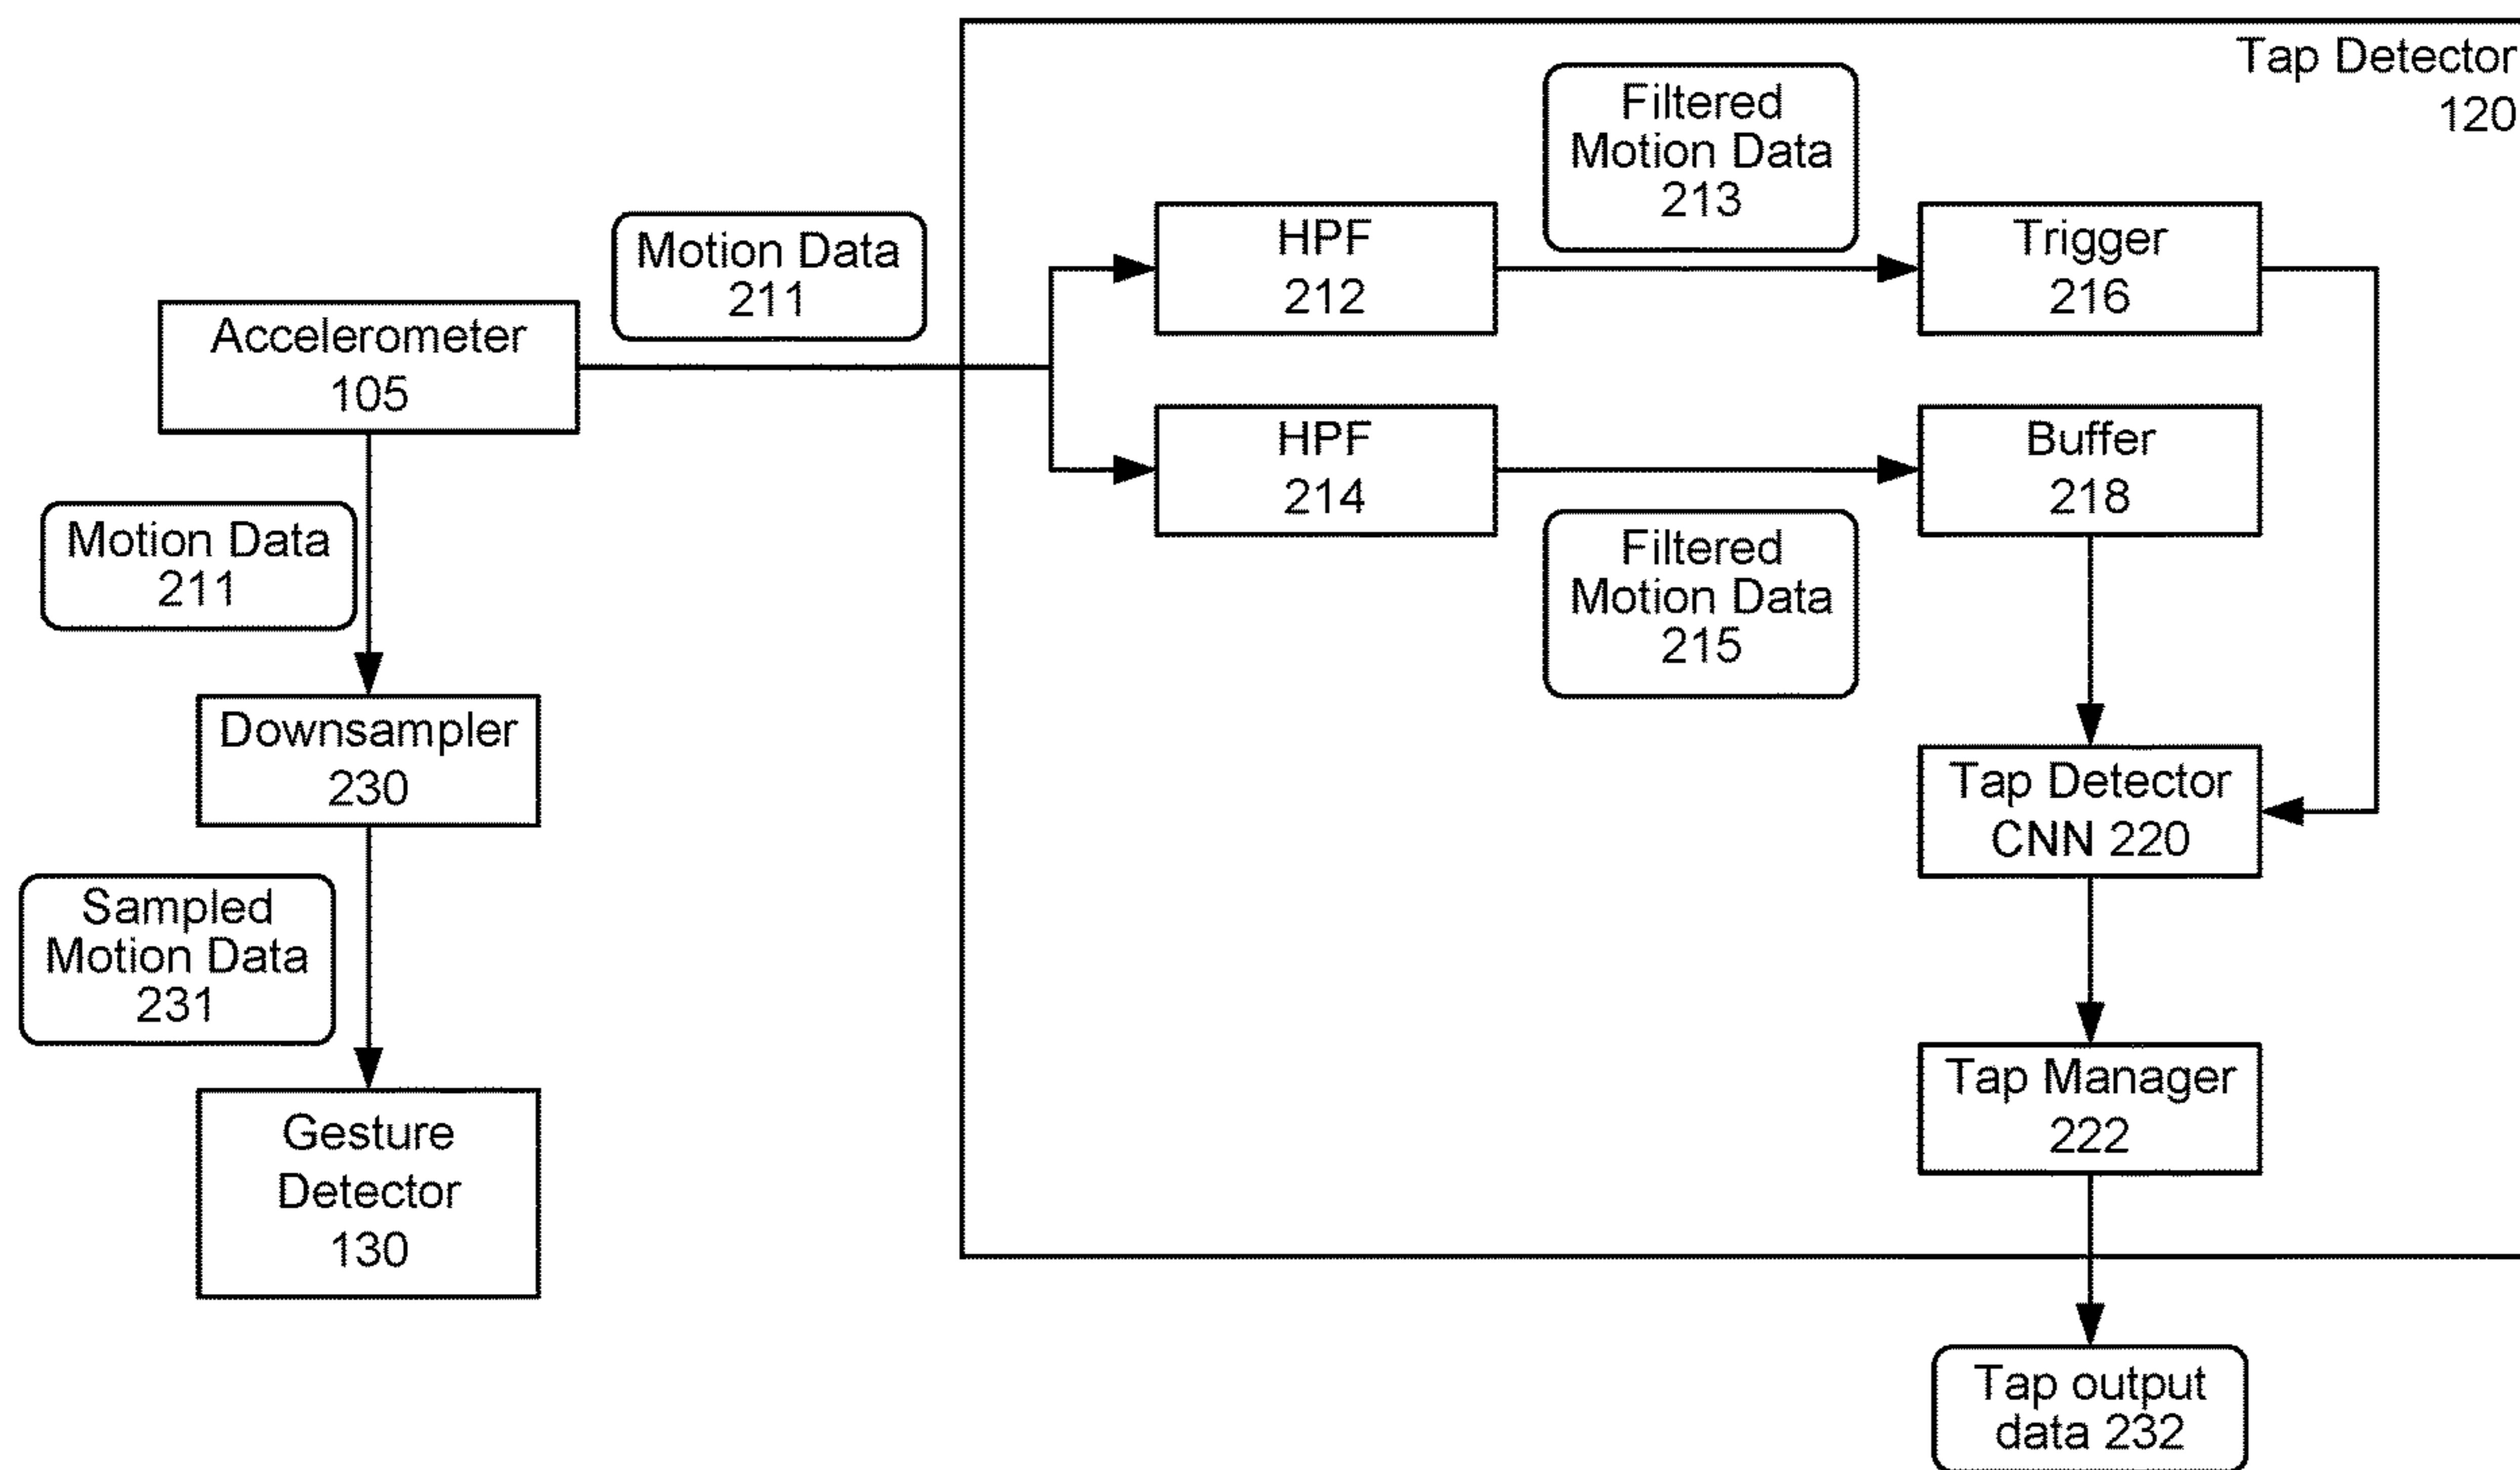 Tap Detector
120
Filtered
Motion Data
213
Motion Data
211
HPF
212
Trigger
216
Accelerometer
105
HPF
214
Buffer
218
Motion Data
211
Filtered
Motion Data
215
Downsampler
230
Tap Detector
CNN 220
Sampled
Motion Data
231
Tap Manager
222
Gesture
Detector
130
Tap output
data 232